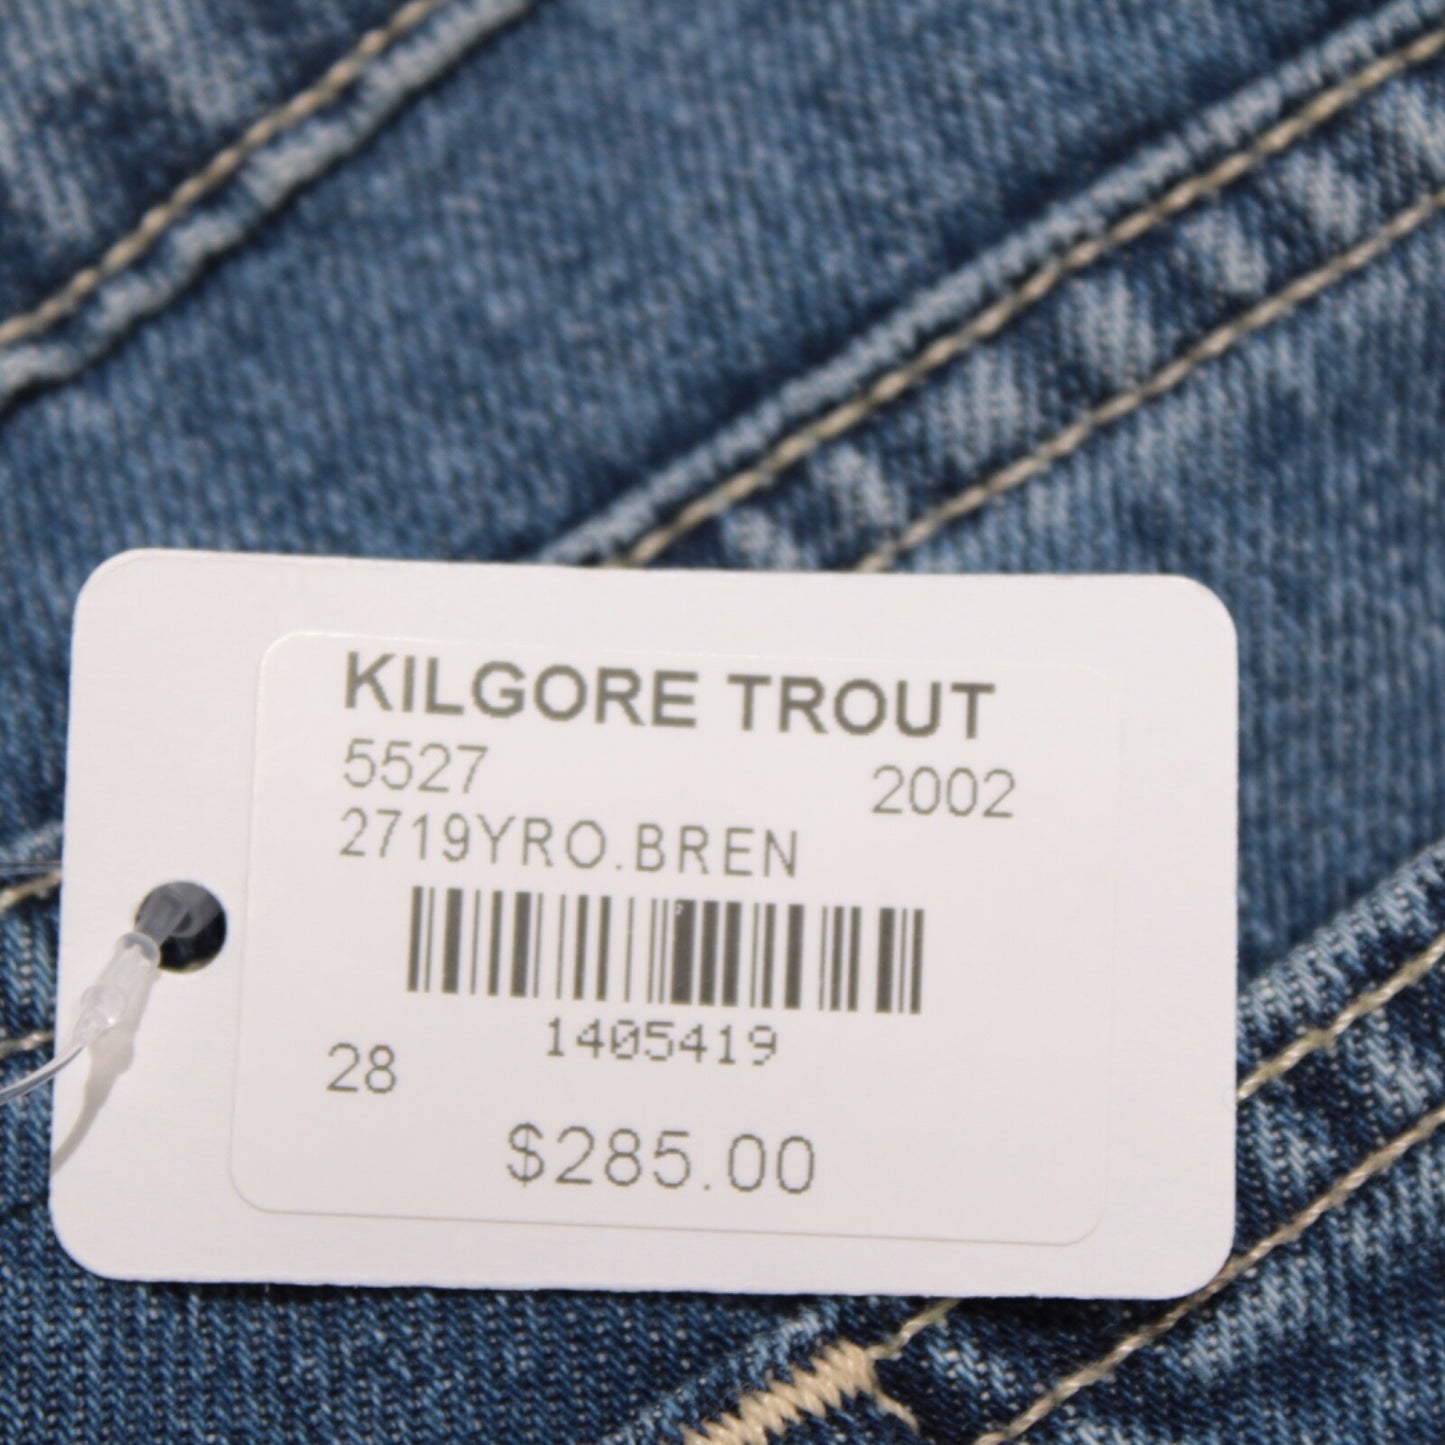 KILGORE TROUT
5527 2002
2719YRO.BREN
1405419
28
$285.00